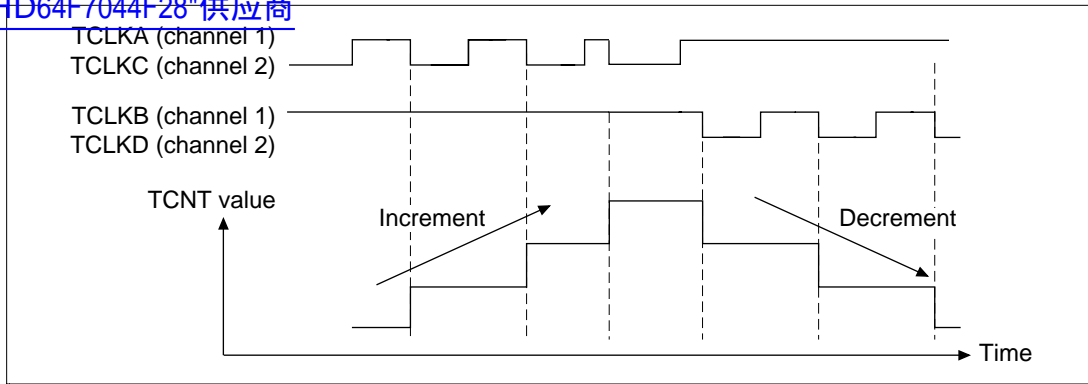 HD64F7044F28"供应商
TCLKA (channel 1)
TCLKC (channel 2)
TCLKB (channel 1)
TCLKD (channel 2)
TCNT value
Increment
Decrement
Time